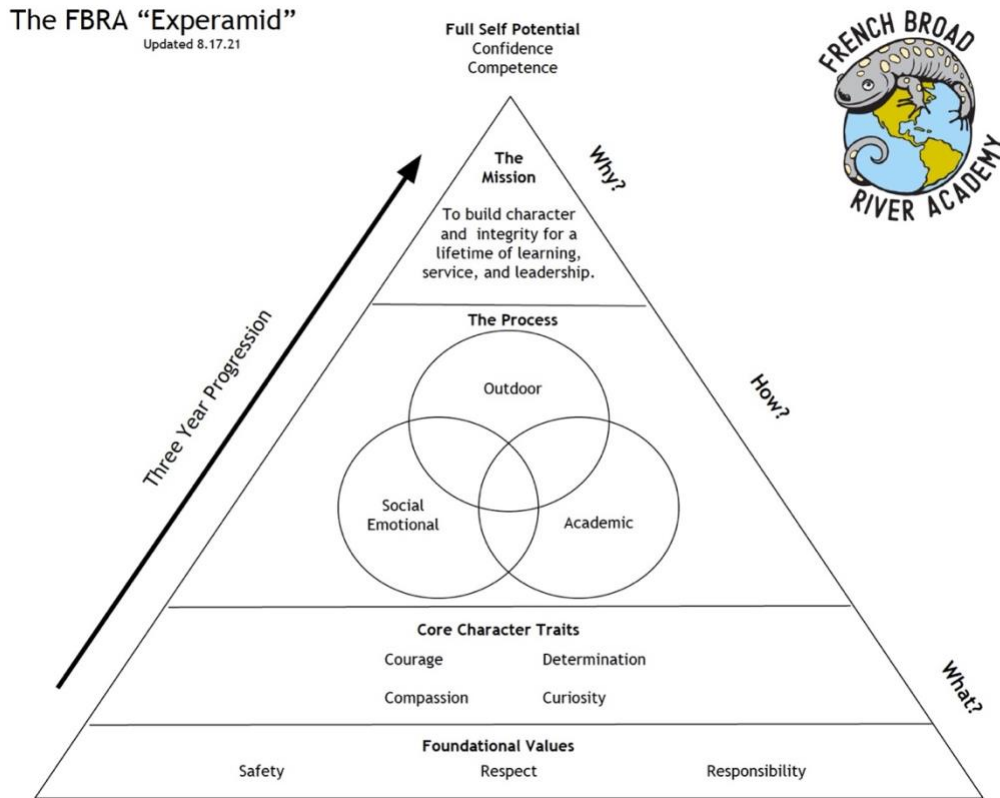 The FBRA “Experamid”
Updated 8.17.21
Full Self Potential
Confidence
Competence
FRENCH BROAD
RIVER ACADEMY
The
Mission
Why?
To build character
and integrity for a
lifetime of learning,
service, and leadership.
Three Year Progression
The Process
How?
Outdoor
Social
Emotional
Academic
Core Character Traits
Courage
Determination
Compassion
Curiosity
What?
Foundational Values
Safety
Respect
Responsibility